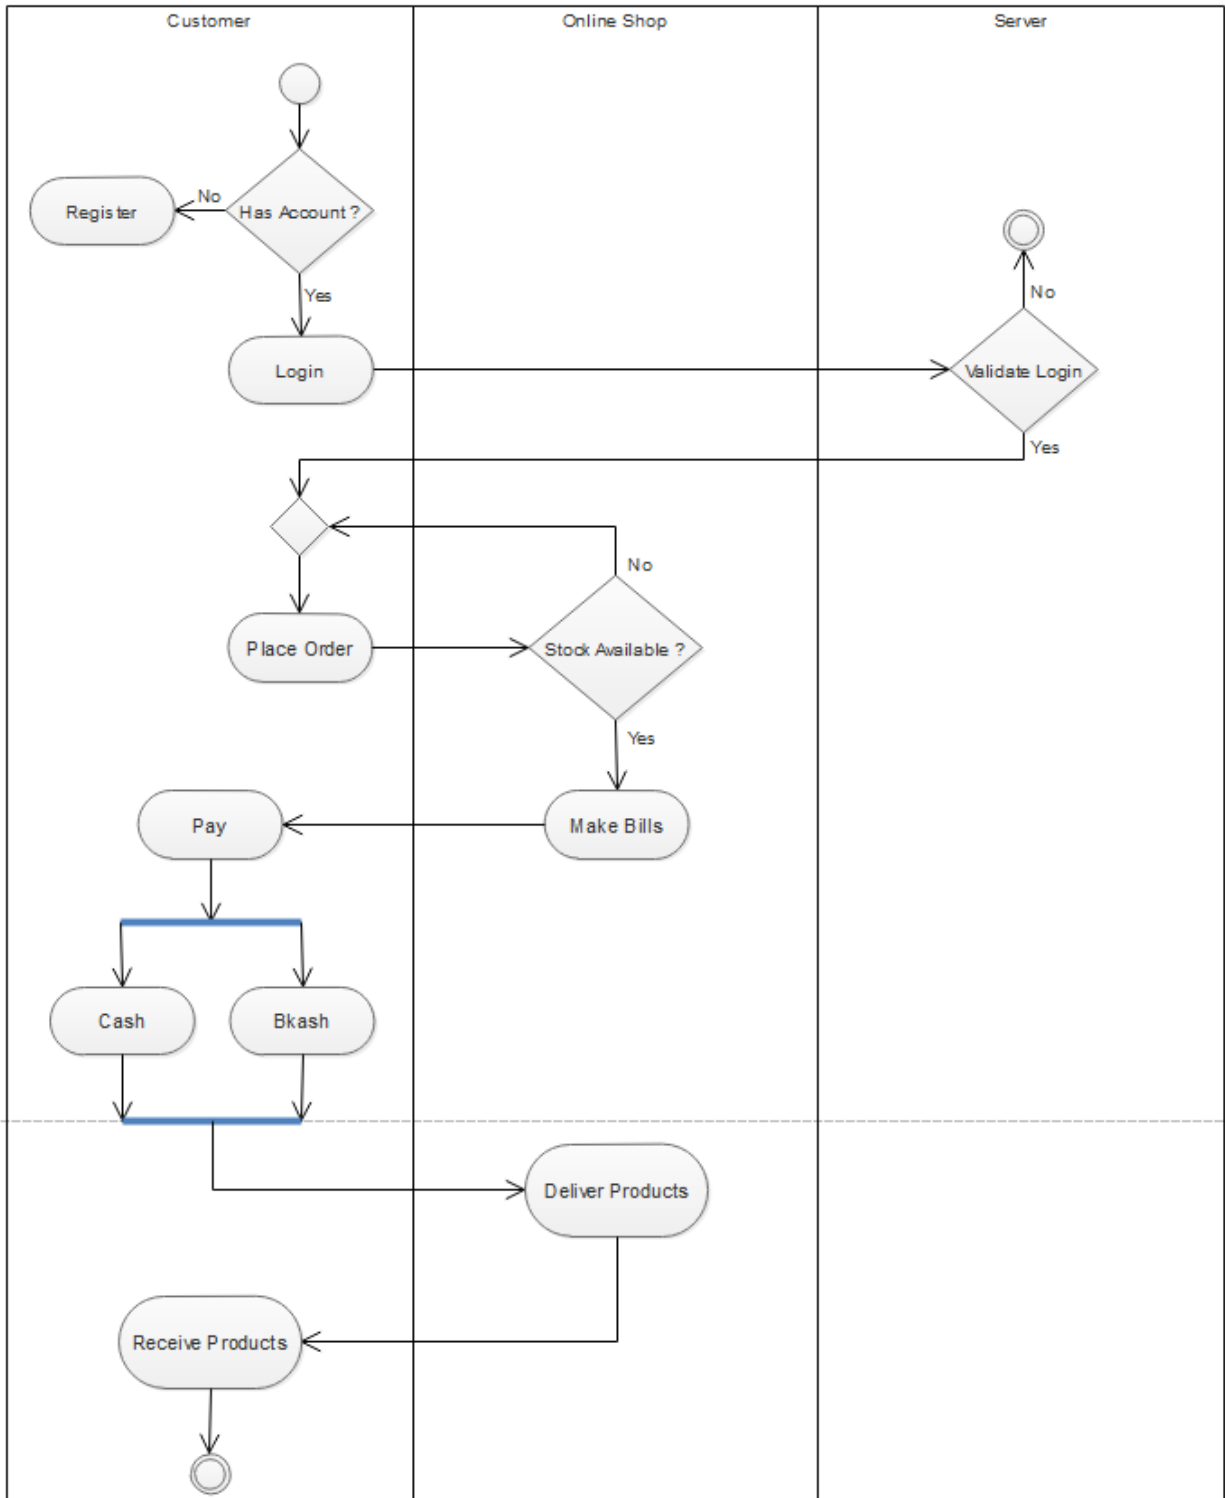 Customer
Online Shop
Server
No
Register
Has Account ?
Yes
No
Login
Validate Login
Yes
No
Place Order
Stock Available ?
Yes
Pay
Make Bills
Cash
Bkash
Deliver Products
Receive Products